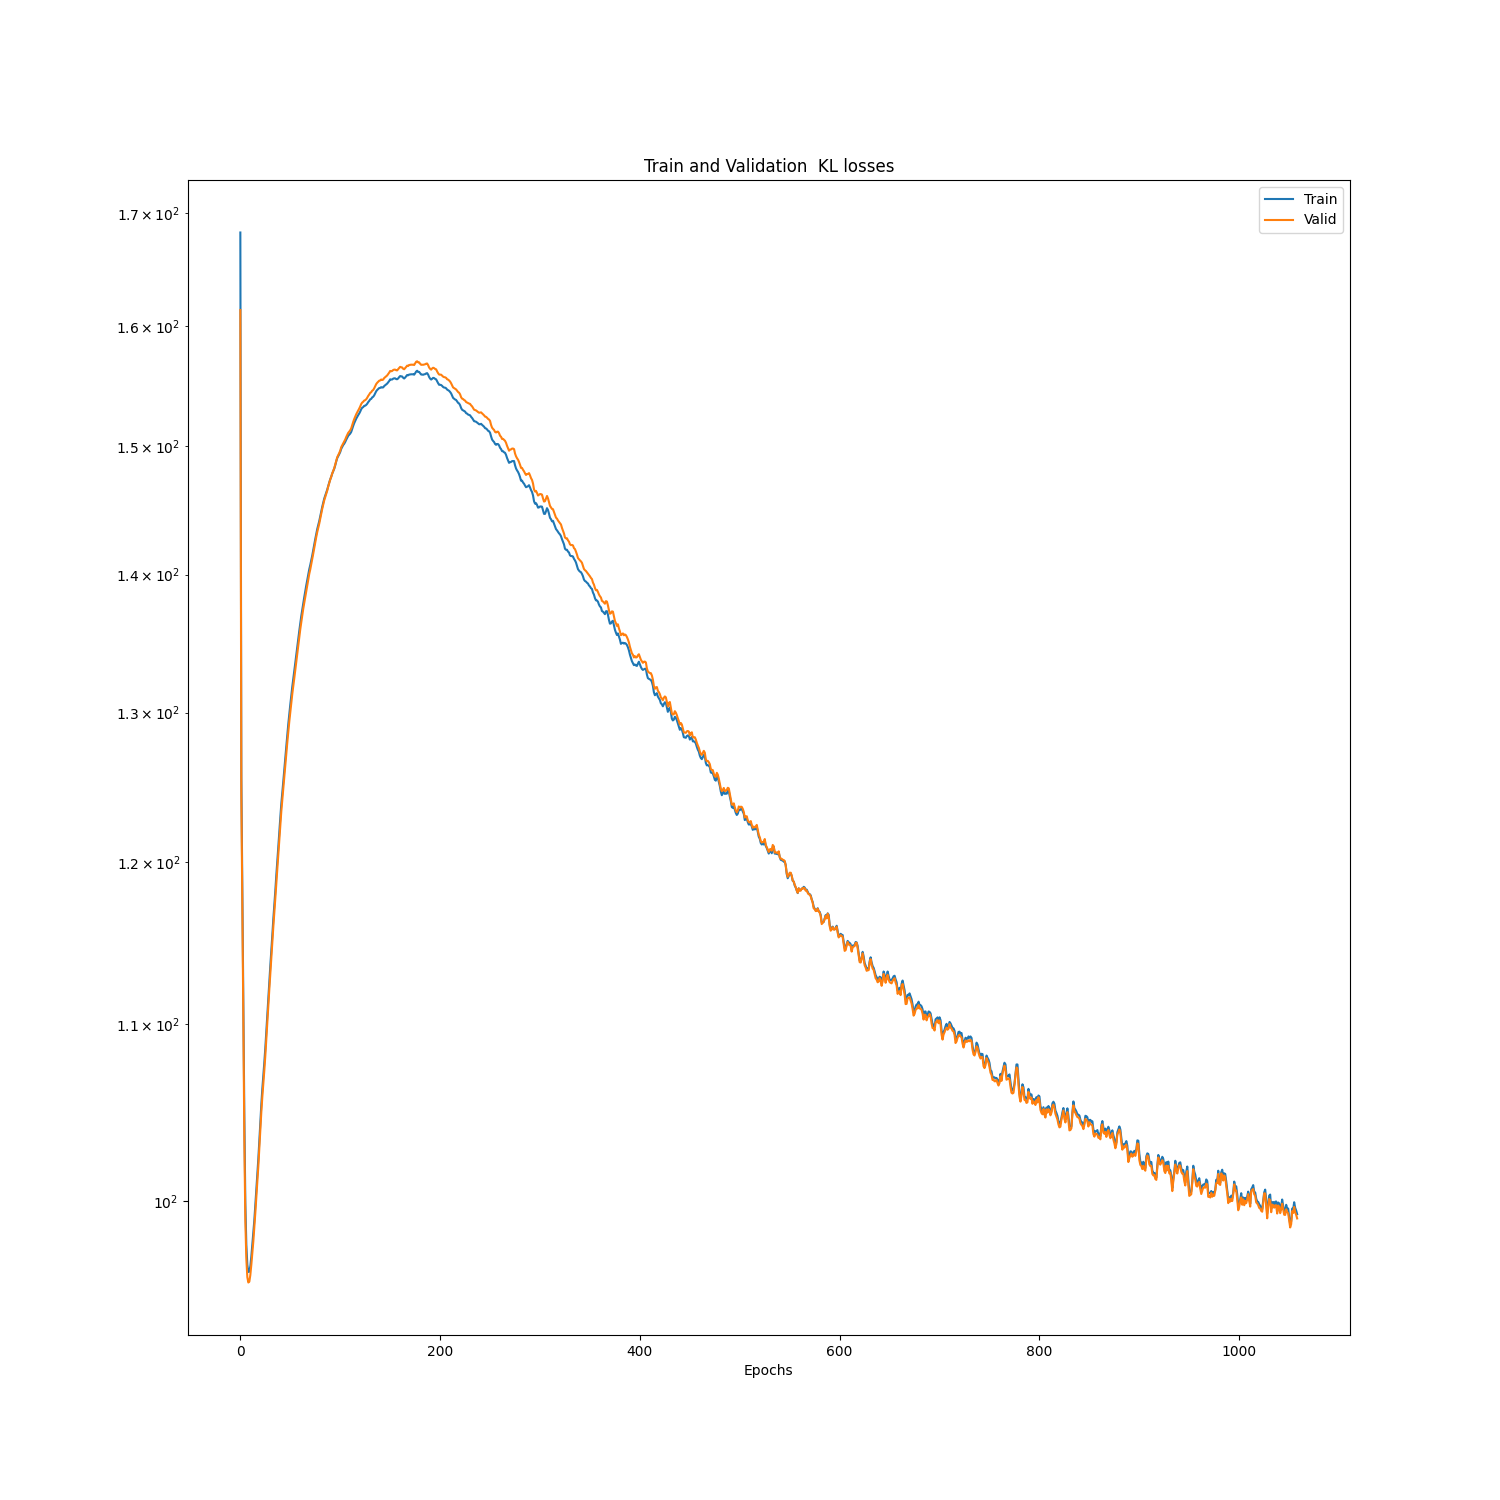 Train and Validation  KL losses
Train
Valid
1.7 × 10²
1.6 × 10²
1.5 × 10²
1.4 × 10²
1.3 × 10²
1.2 × 10²
1.1 × 10²
10²
0 200 400 600 800 1000
Epochs